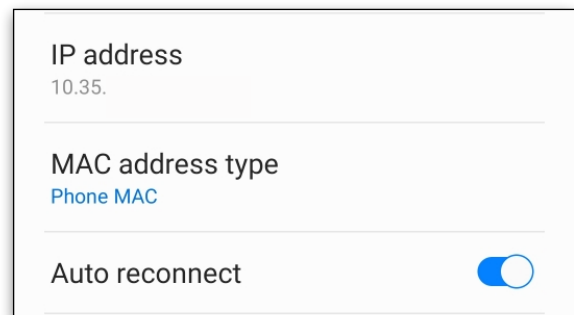 IP address
10.35.
MAC address type
Phone MAC
Auto reconnect